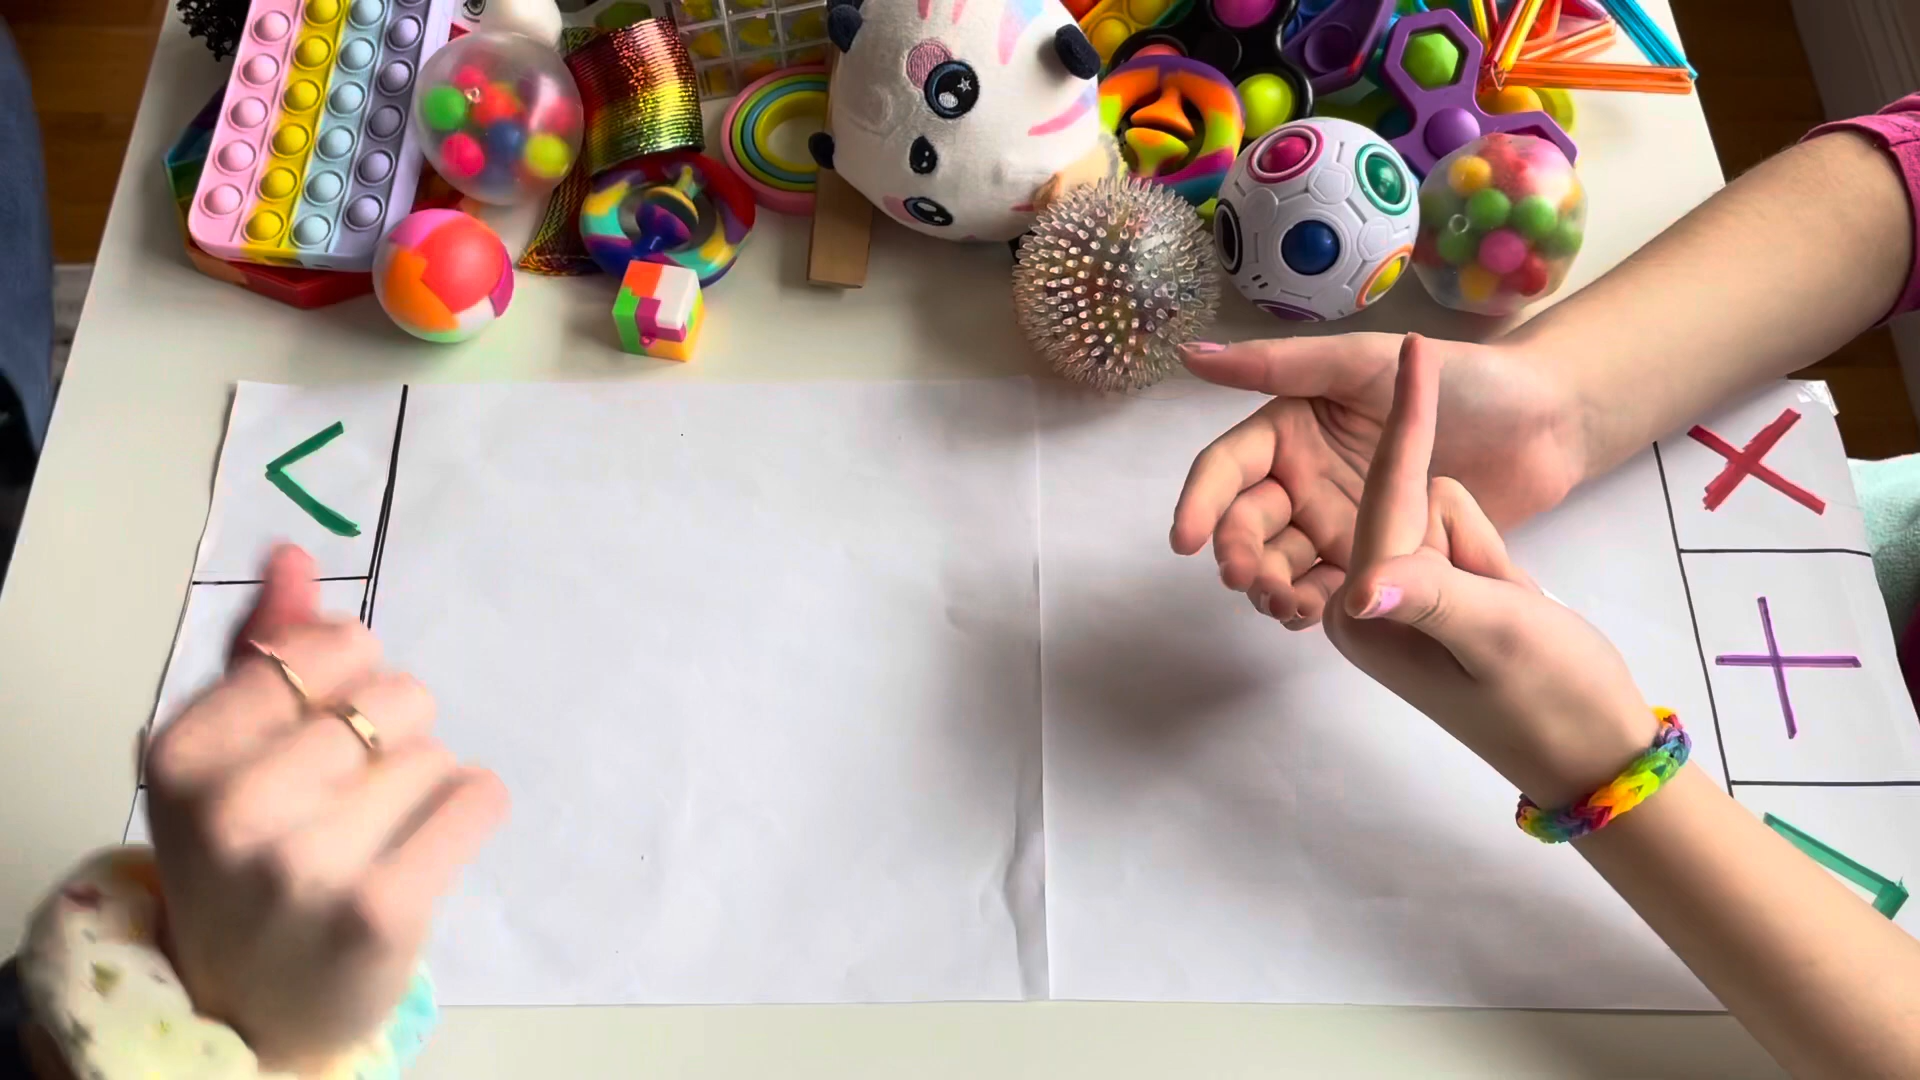 <
×
+